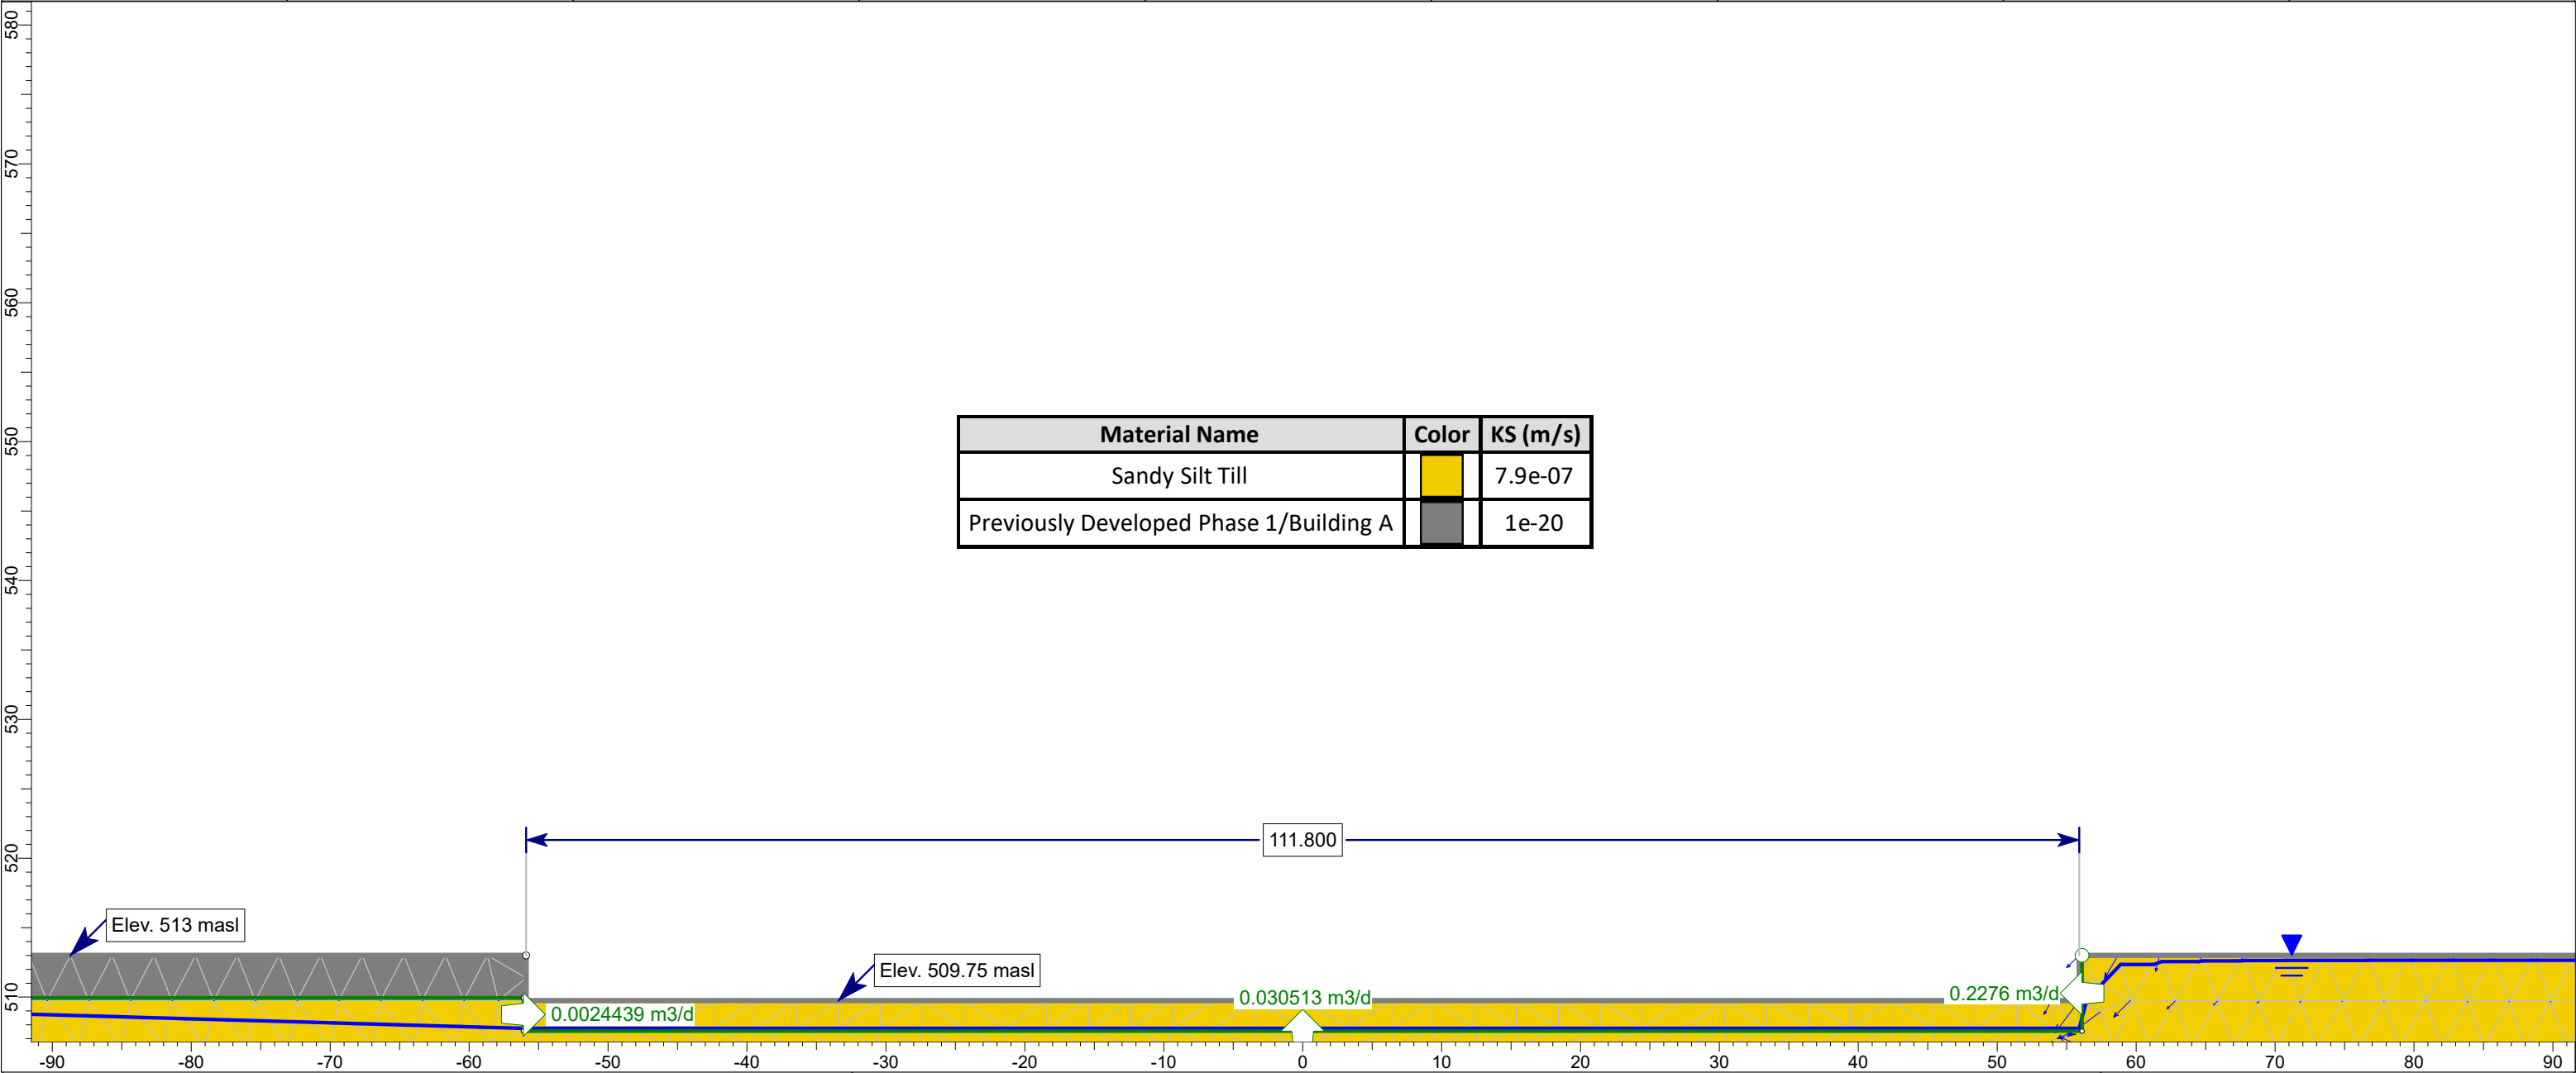 580
570
560
550
540
530
520
510
Material Name Color KS (m/s)
Sandy Silt Till 7.9e-07
Previously Developed Phase 1/Building A 1e-20
111.800
Elev. 513 masl
Elev. 509.75 masl
0.0024439 m3/d
0.030513 m3/d
0.2276 m3/d
-90 -80 -70 -60 -50 -40 -30 -20 -10 0 10 20 30 40 50 60 70 80 90